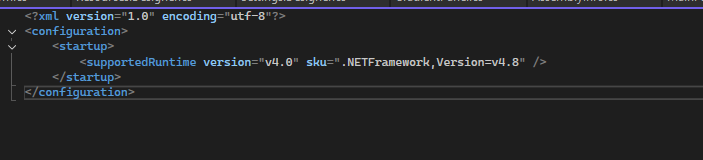 <?xml version="1.0" encoding="utf-8"?>
<configuration>
<startup>
<supportedRuntime version="v4.0" sku=".NETFramework,Version=v4.8" />
</startup>
</configuration>